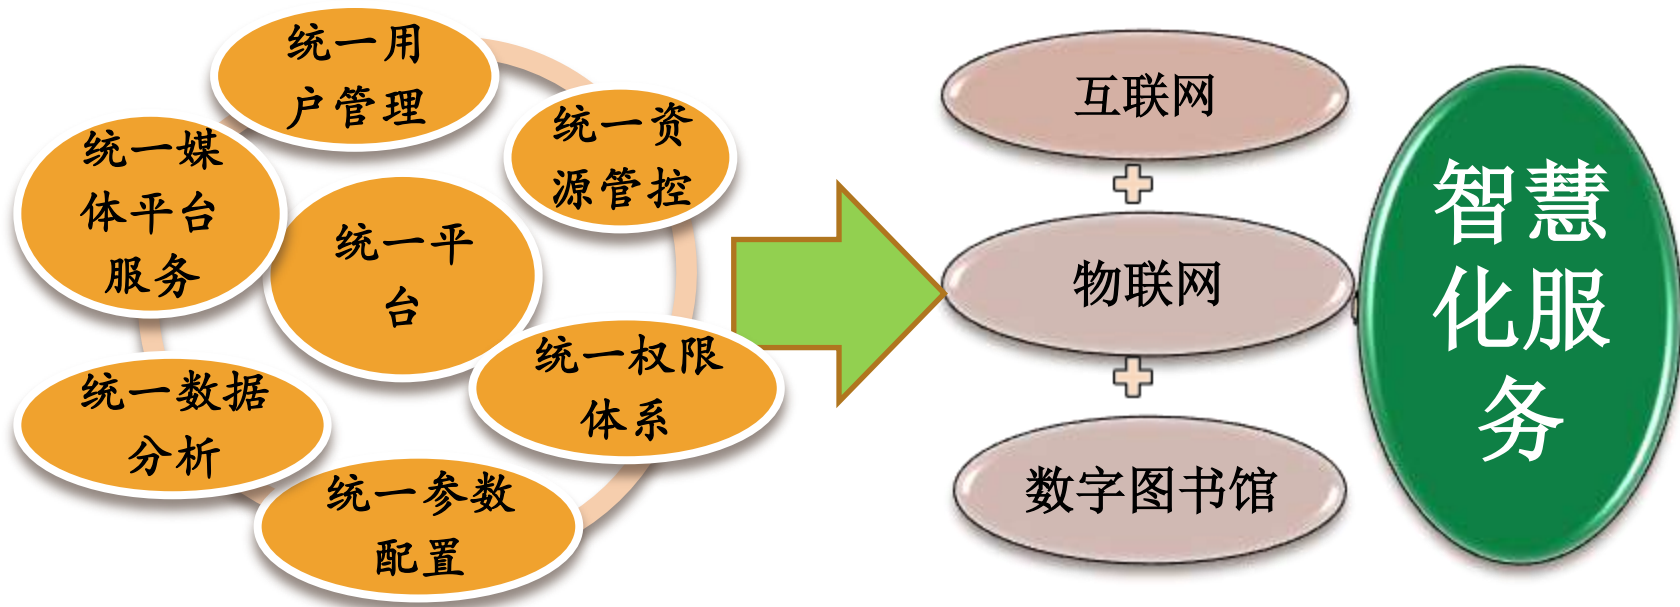 统一用
户管理
统一资
源管控
统一媒
体平台
服务
统一平
台
统一权限
体系
统一数据
分析
统一参数
配置
互联网
物联网
数字图书馆
智慧
化服
务